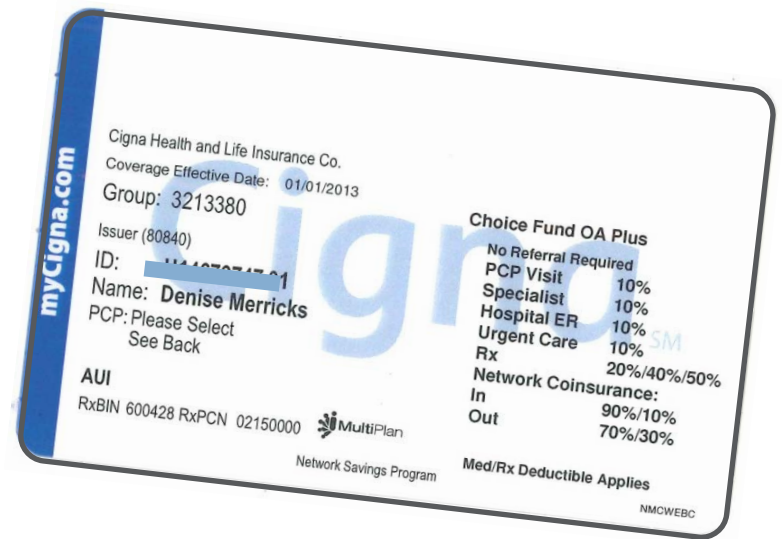 myCigna.com
Cigna
SM
Cigna Health and Life Insurance Co.
Coverage Effective Date: 01/01/2013
Group: 3213380
Issuer (80840)
ID:
Name: Denise Merricks
PCP: Please Select
See Back
AUI
RxBIN 600428 RxPCN 02150000
MultiPlan
Network Savings Program
Choice Fund OA Plus
No Referral Required
PCP Visit 10%
Specialist 10%
Hospital ER 10%
Urgent Care 10%
Rx 20%/40%/50%
Network Coinsurance:
In 90%/10%
Out 70%/30%
Med/Rx Deductible Applies
NMCWEBC